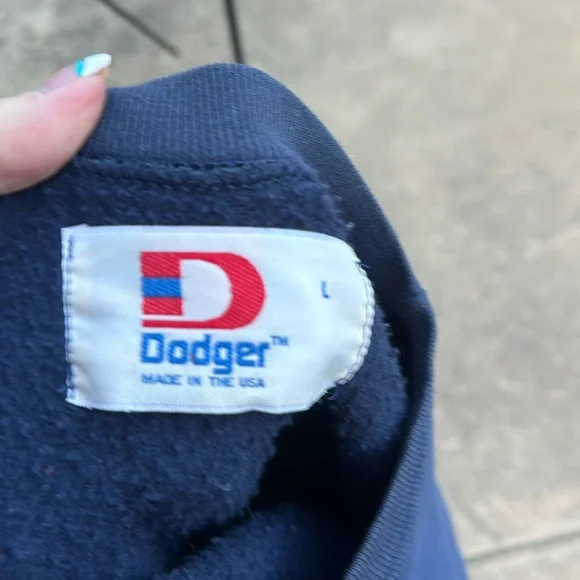 D
L
Dodger™
MADE IN THE USA